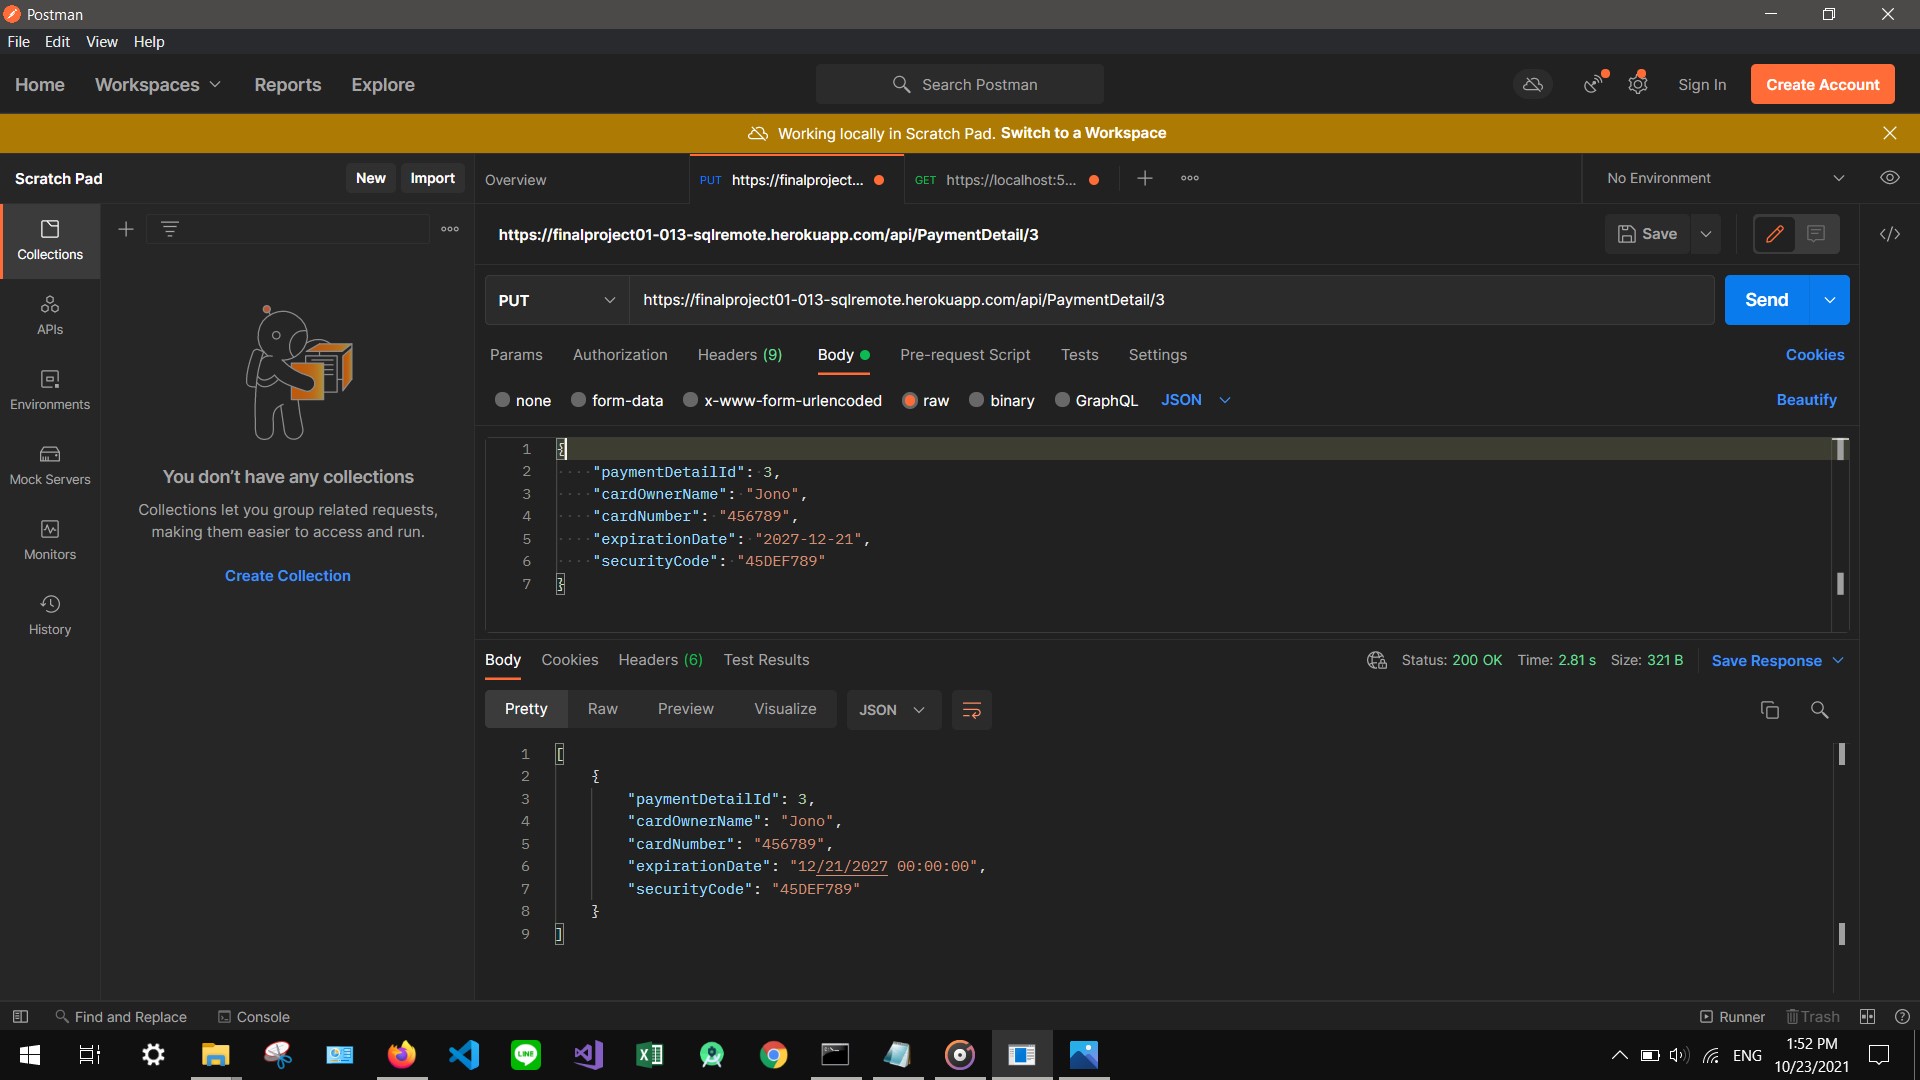 Postman
File Edit View Help
Home Workspaces Reports Explore Search Postman Sign In Create Account
Working locally in Scratch Pad. Switch to a Workspace
Scratch Pad New Import Overview PUT https://finalproject... GET https://localhost:5... No Environment
Collections
APIs
Environments
Mock Servers
Monitors
History
You don't have any collections
Collections let you group related requests,
making them easier to access and run.
Create Collection
https://finalproject01-013-sqlremote.herokuapp.com/api/PaymentDetail/3 Save
PUT https://finalproject01-013-sqlremote.herokuapp.com/api/PaymentDetail/3 Send
Params Authorization Headers (9) Body Pre-request Script Tests Settings Cookies
none form-data x-www-form-urlencoded raw binary GraphQL JSON Beautify
1 {
2 "paymentDetailId": 3,
3 "cardOwnerName": "Jono",
4 "cardNumber": "456789",
5 "expirationDate": "2027-12-21",
6 "securityCode": "45DEF789"
7 }
Body Cookies Headers (6) Test Results Status: 200 OK Time: 2.81 s Size: 321 B Save Response
Pretty Raw Preview Visualize JSON
1 [
2 {
3 "paymentDetailId": 3,
4 "cardOwnerName": "Jono",
5 "cardNumber": "456789",
6 "expirationDate": "12/21/2027 00:00:00",
7 "securityCode": "45DEF789"
8 }
9 ]
Find and Replace Console Runner Trash
LINE ENG 1:52 PM
10/23/2021